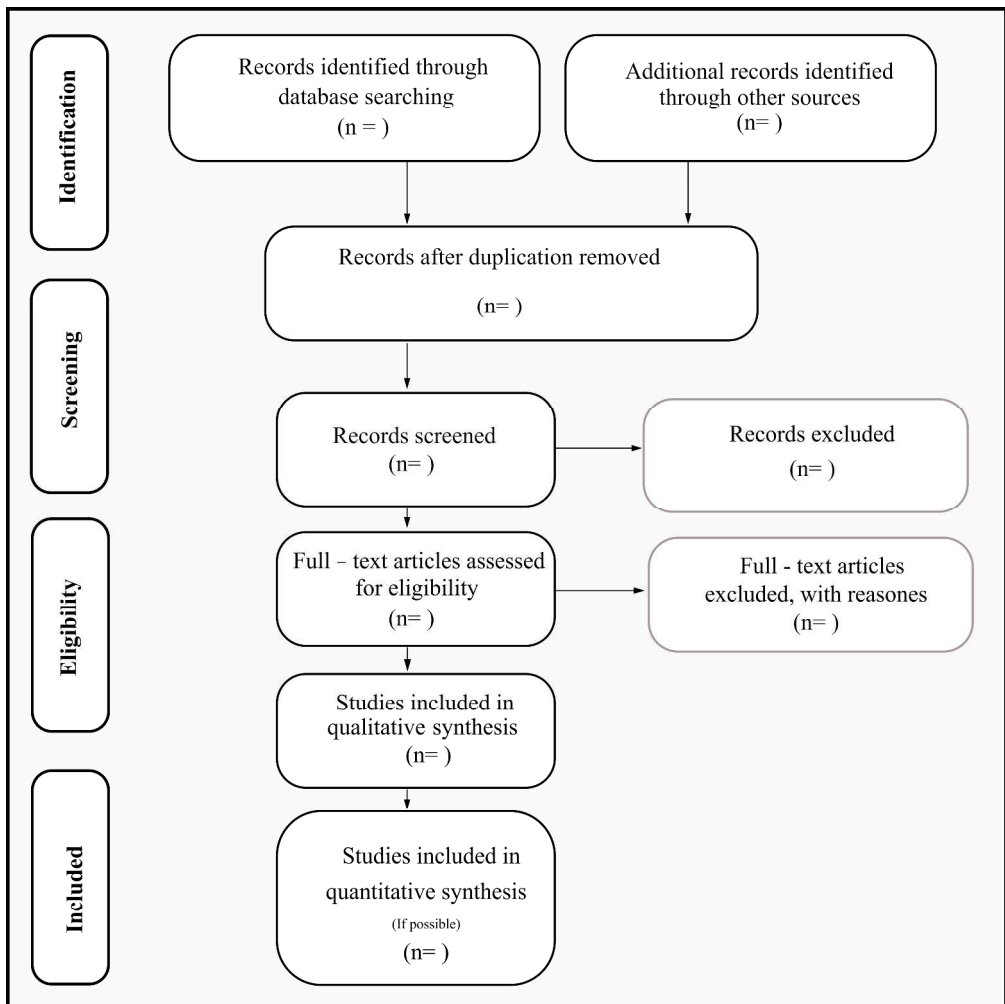 Identification
Records identified through
database searching
(n = )
Additional records identified
through other sources
(n= )
Records after duplication removed
(n= )
Screening
Records screened
(n= )
Records excluded
(n= )
Eligibility
Full – text articles assessed
for eligibility
(n= )
Full - text articles
excluded, with reasones
(n= )
Studies included in
qualitative synthesis
(n= )
Included
Studies included in
quantitative synthesis
(If possible)
(n= )